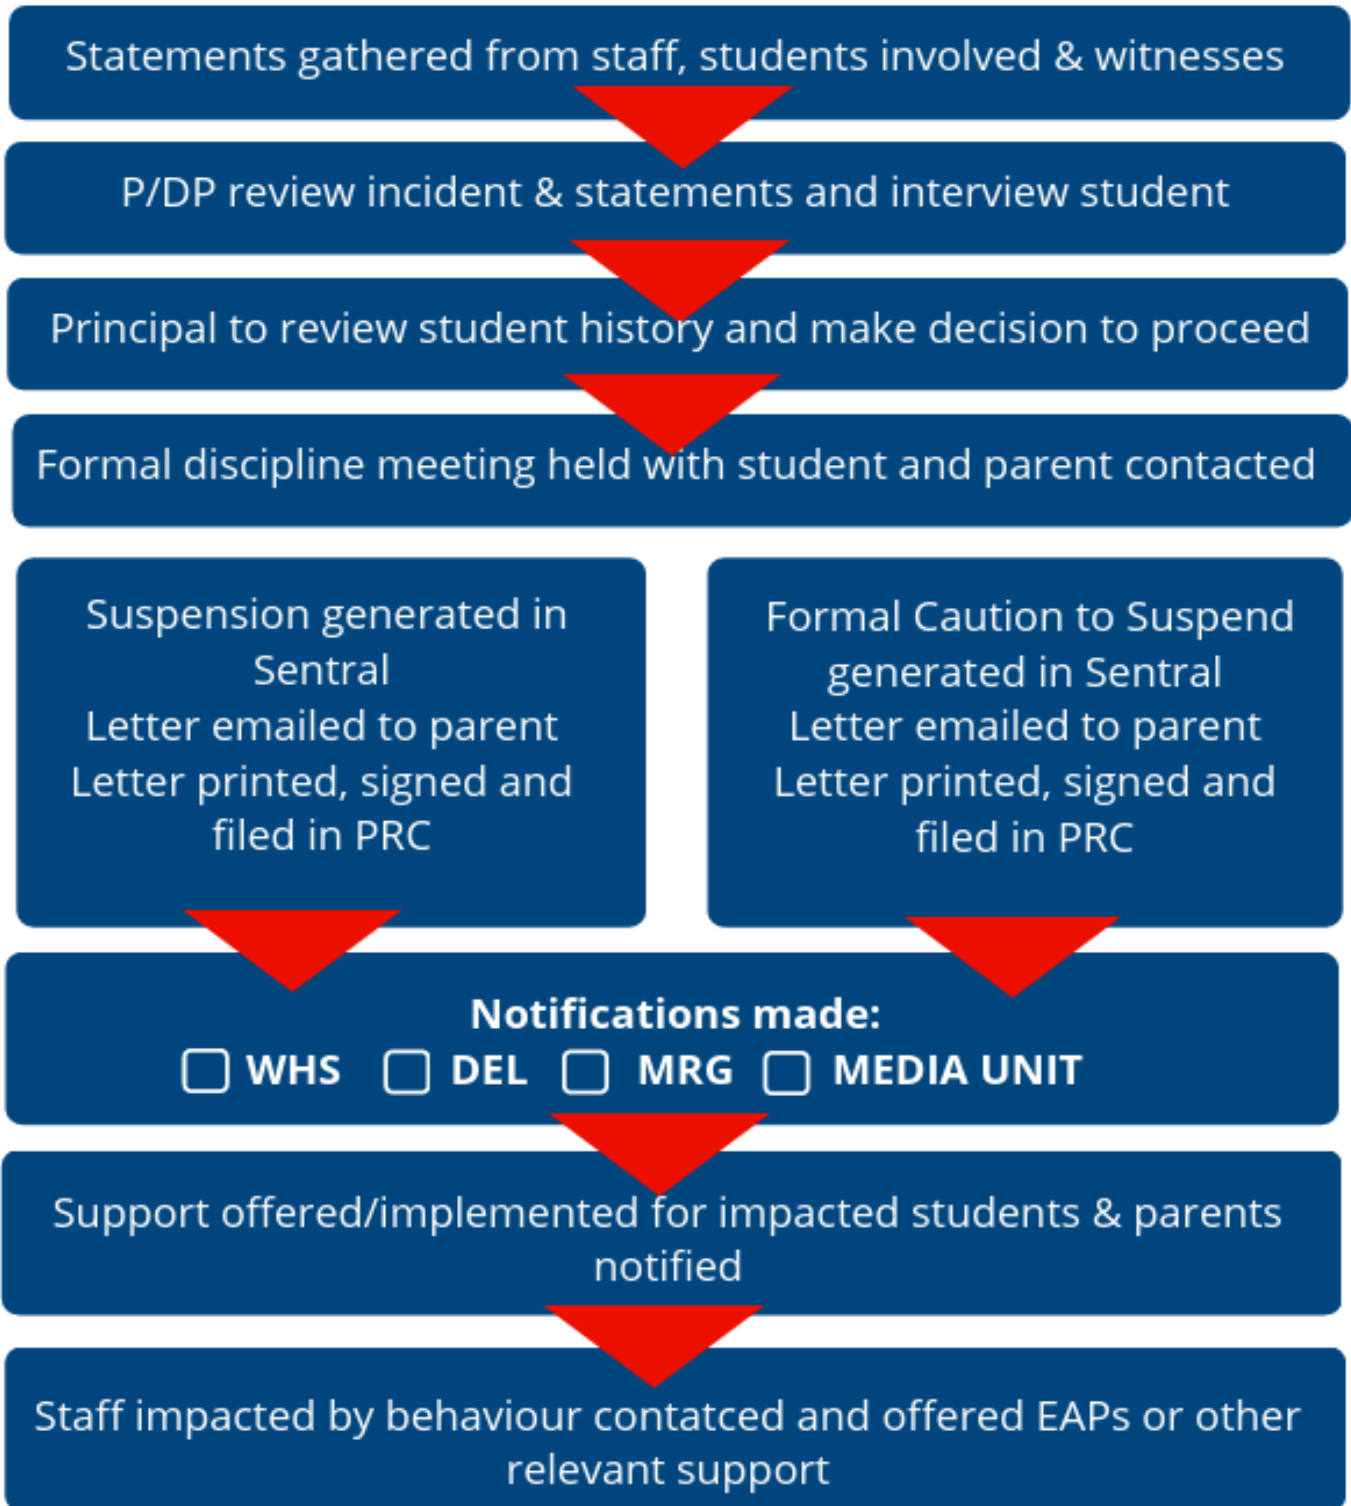 Statements gathered from staff, students involved & witnesses
P/DP review incident & statements and interview student
Principal to review student history and make decision to proceed
Formal discipline meeting held with student and parent contacted
Suspension generated in
Sentral
Letter emailed to parent
Letter printed, signed and
filed in PRC
Formal Caution to Suspend
generated in Sentral
Letter emailed to parent
Letter printed, signed and
filed in PRC
Notifications made:
WHS DEL MRG MEDIA UNIT
Support offered/implemented for impacted students & parents
notified
Staff impacted by behaviour contatced and offered EAPs or other
relevant support